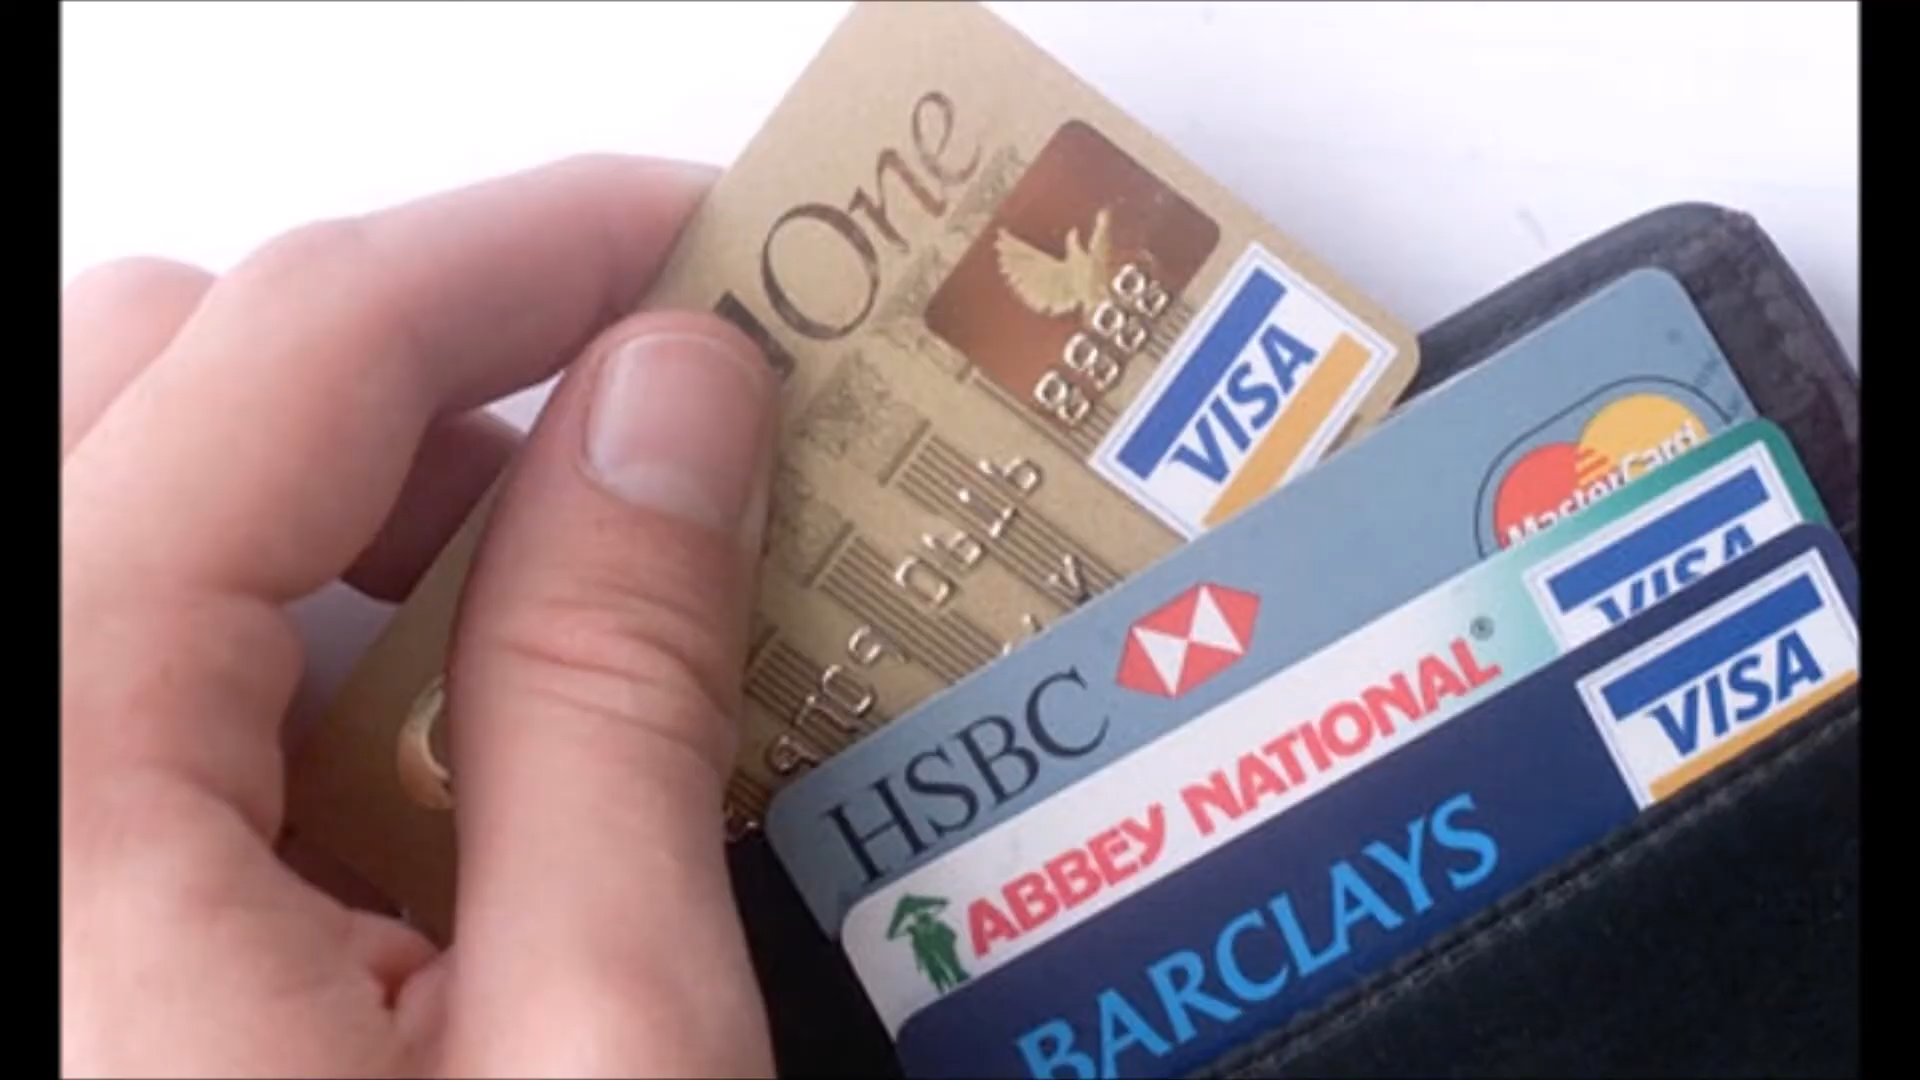 One
8888
VISA
MasterCard
HSBC
VISA
ABBEY NATIONAL®
VISA
BARCLAYS